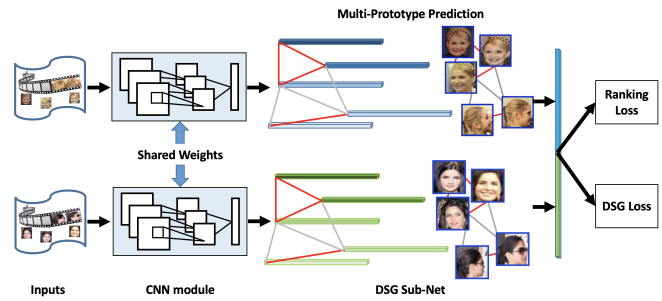 Multi-Prototype Prediction
Shared Weights
Ranking
Loss
DSG Loss
Inputs
CNN module
DSG Sub-Net